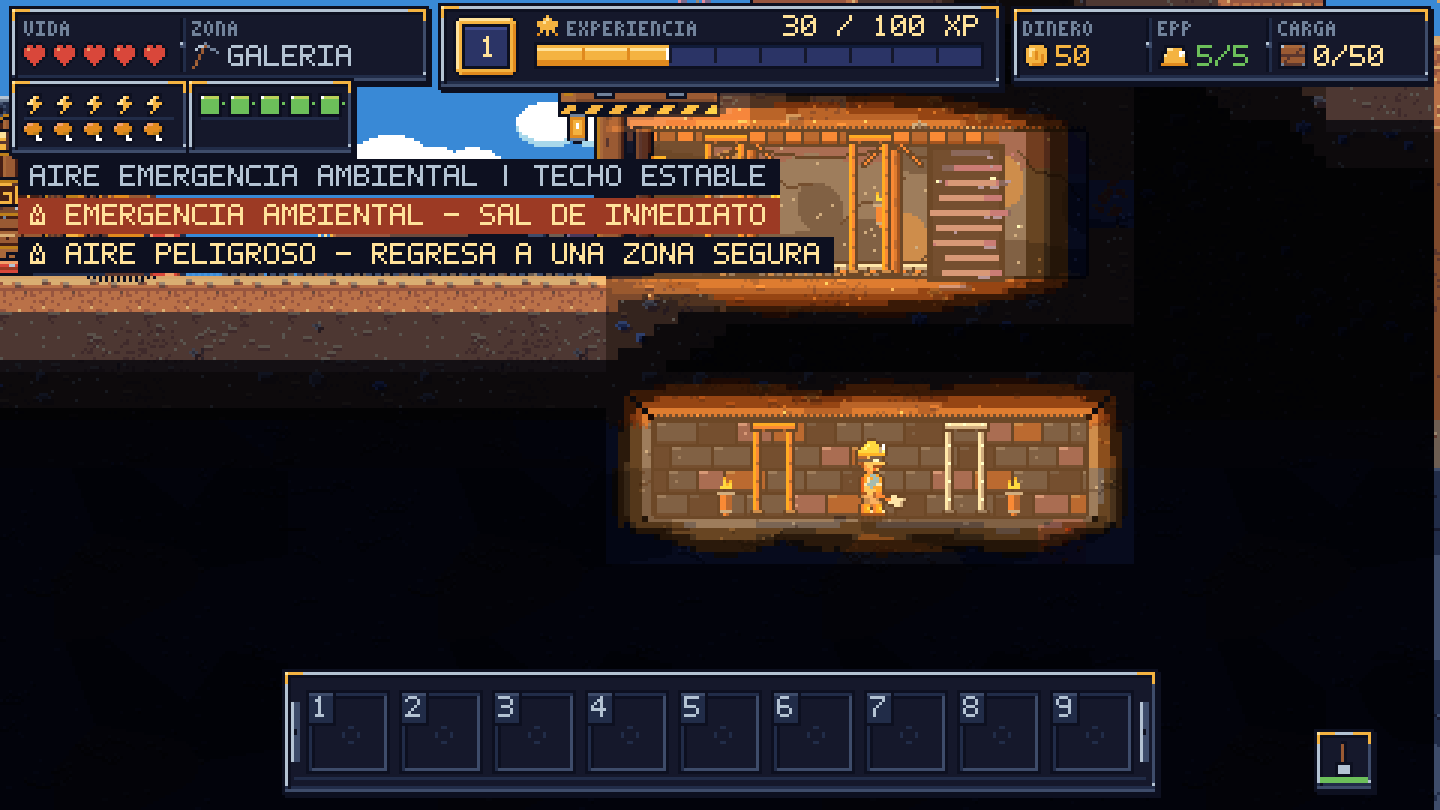 VIDA
ZONA
GALERIA
1
EXPERIENCIA
30 / 100 XP
DINERO
50
EPP
5/5
CARGA
0/50
AIRE EMERGENCIA AMBIENTAL | TECHO ESTABLE
EMERGENCIA AMBIENTAL - SAL DE INMEDIATO
AIRE PELIGROSO - REGRESA A UNA ZONA SEGURA
1
2
3
4
5
6
7
8
9